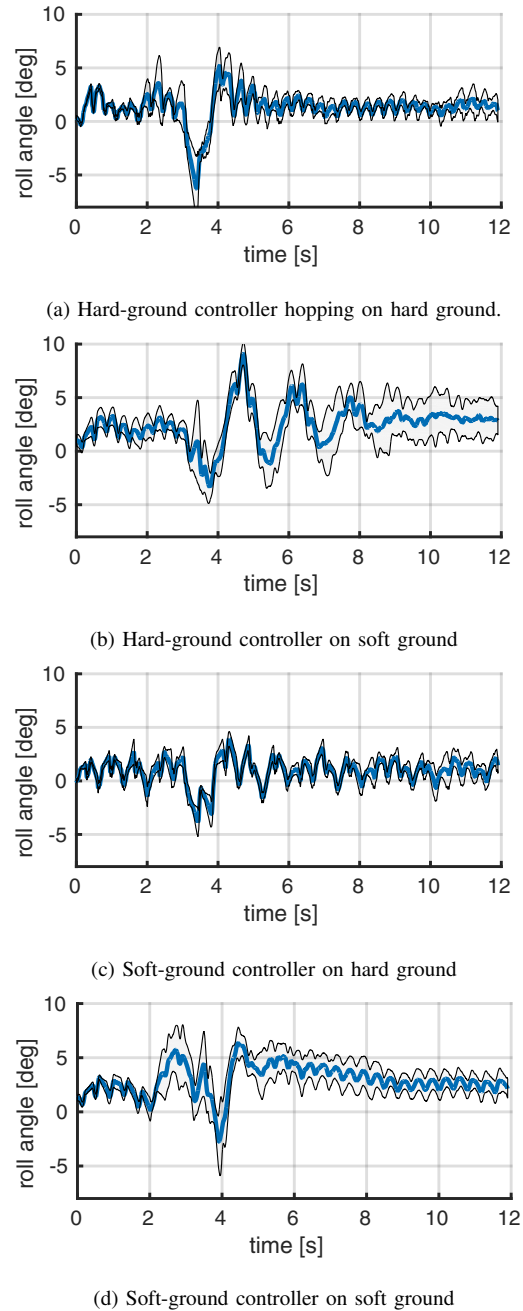 10
5
0
-5
roll angle [deg]
0 2 4 6 8 10 12
time [s]
(a) Hard-ground controller hopping on hard ground.
10
5
0
-5
roll angle [deg]
0 2 4 6 8 10 12
time [s]
(b) Hard-ground controller on soft ground
10
5
0
-5
roll angle [deg]
0 2 4 6 8 10 12
time [s]
(c) Soft-ground controller on hard ground
10
5
0
-5
roll angle [deg]
0 2 4 6 8 10 12
time [s]
(d) Soft-ground controller on soft ground